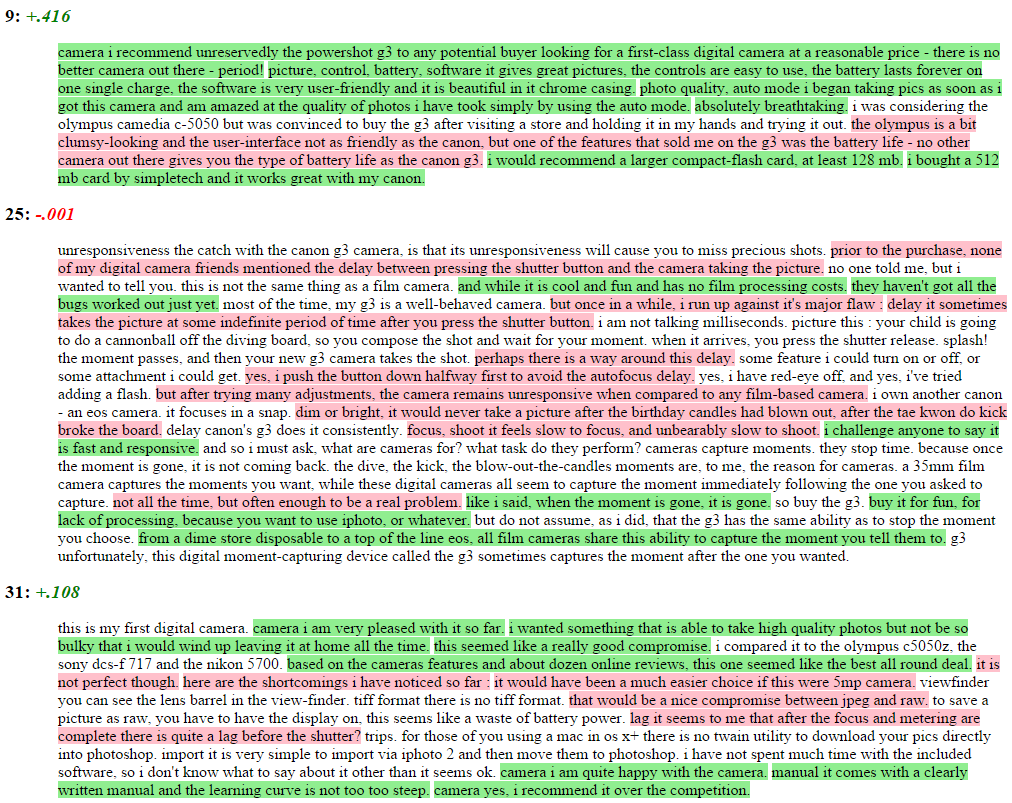 9: +.416
camera i recommend unreservedly the powershot g3 to any potential buyer looking for a first-class digital camera at a reasonable price - there is no
better camera out there - period! picture, control, battery, software it gives great pictures, the controls are easy to use, the battery lasts forever on
one single charge, the software is very user-friendly and it is beautiful in it chrome casing. photo quality, auto mode i began taking pics as soon as i
got this camera and am amazed at the quality of photos i have took simply by using the auto mode. absolutely breathtaking. i was considering the
olympus camedia c-5050 but was convinced to buy the g3 after visiting a store and holding it in my hands and trying it out. the olympus is a bit
clumsy-looking and the user-interface not as friendly as the canon, but one of the features that sold me on the g3 was the battery life - no other
camera out there gives you the type of battery life as the canon g3. i would recommend a larger compact-flash card, at least 128 mb. i bought a 512
mb card by simpletech and it works great with my canon.
25: -.001
unresponsiveness the catch with the canon g3 camera, is that its unresponsiveness will cause you to miss precious shots. prior to the purchase, none
of my digital camera friends mentioned the delay between pressing the shutter button and the camera taking the picture. no one told me, but i
wanted to tell you. this is not the same thing as a film camera. and while it is cool and fun and has no film processing costs. they haven't got all the
bugs worked out just yet. most of the time, my g3 is a well-behaved camera. but once in a while, i run up against it's major flaw : delay it sometimes
takes the picture at some indefinite period of time after you press the shutter button. i am not talking milliseconds. picture this : your child is going
to do a cannonball off the diving board, so you compose the shot and wait for your moment. when it arrives, you press the shutter release. splash!
the moment passes, and then your new g3 camera takes the shot. perhaps there is a way around this delay. some feature i could turn on or off, or
some attachment i could get. yes, i push the button down halfway first to avoid the autofocus delay. yes, i have red-eye off, and yes, i've tried
adding a flash. but after trying many adjustments, the camera remains unresponsive when compared to any film-based camera. i own another canon
- an eos camera. it focuses in a snap. dim or bright, it would never take a picture after the birthday candles had blown out, after the tae kwon do kick
broke the board. delay canon's g3 does it consistently. focus, shoot it feels slow to focus, and unbearably slow to shoot. i challenge anyone to say it
is fast and responsive. and so i must ask, what are cameras for? what task do they perform? cameras capture moments. they stop time. because once
the moment is gone, it is not coming back. the dive, the kick, the blow-out-the-candles moments are, to me, the reason for cameras. a 35mm film
camera captures the moments you want, while these digital cameras all seem to capture the moment immediately following the one you asked to
capture. not all the time, but often enough to be a real problem. like i said, when the moment is gone, it is gone. so buy the g3. buy it for fun, for
lack of processing, because you want to use iphoto, or whatever. but do not assume, as i did, that the g3 has the same ability as to stop the moment
you choose. from a dime store disposable to a top of the line eos, all film cameras share this ability to capture the moment you tell them to. g3
unfortunately, this digital moment-capturing device called the g3 sometimes captures the moment after the one you wanted.
31: +.108
this is my first digital camera. camera i am very pleased with it so far. i wanted something that is able to take high quality photos but not be so
bulky that i would wind up leaving it at home all the time. this seemed like a really good compromise. i compared it to the olympus c5050z, the
sony dcs-f 717 and the nikon 5700. based on the cameras features and about dozen online reviews, this one seemed like the best all round deal. it is
not perfect though. here are the shortcomings i have noticed so far : it would have been a much easier choice if this were 5mp camera. viewfinder
you can see the lens barrel in the view-finder. tiff format there is no tiff format. that would be a nice compromise between jpeg and raw. to save a
picture as raw, you have to have the display on, this seems like a waste of battery power. lag it seems to me that after the focus and metering are
complete there is quite a lag before the shutter? trips. for those of you using a mac in os x+ there is no twain utility to download your pics directly
into photoshop. import it is very simple to import via iphoto 2 and then move them to photoshop. i have not spent much time with the included
software, so i don't know what to say about it other than it seems ok. camera i am quite happy with the camera. manual it comes with a clearly
written manual and the learning curve is not too too steep. camera yes, i recommend it over the competition.